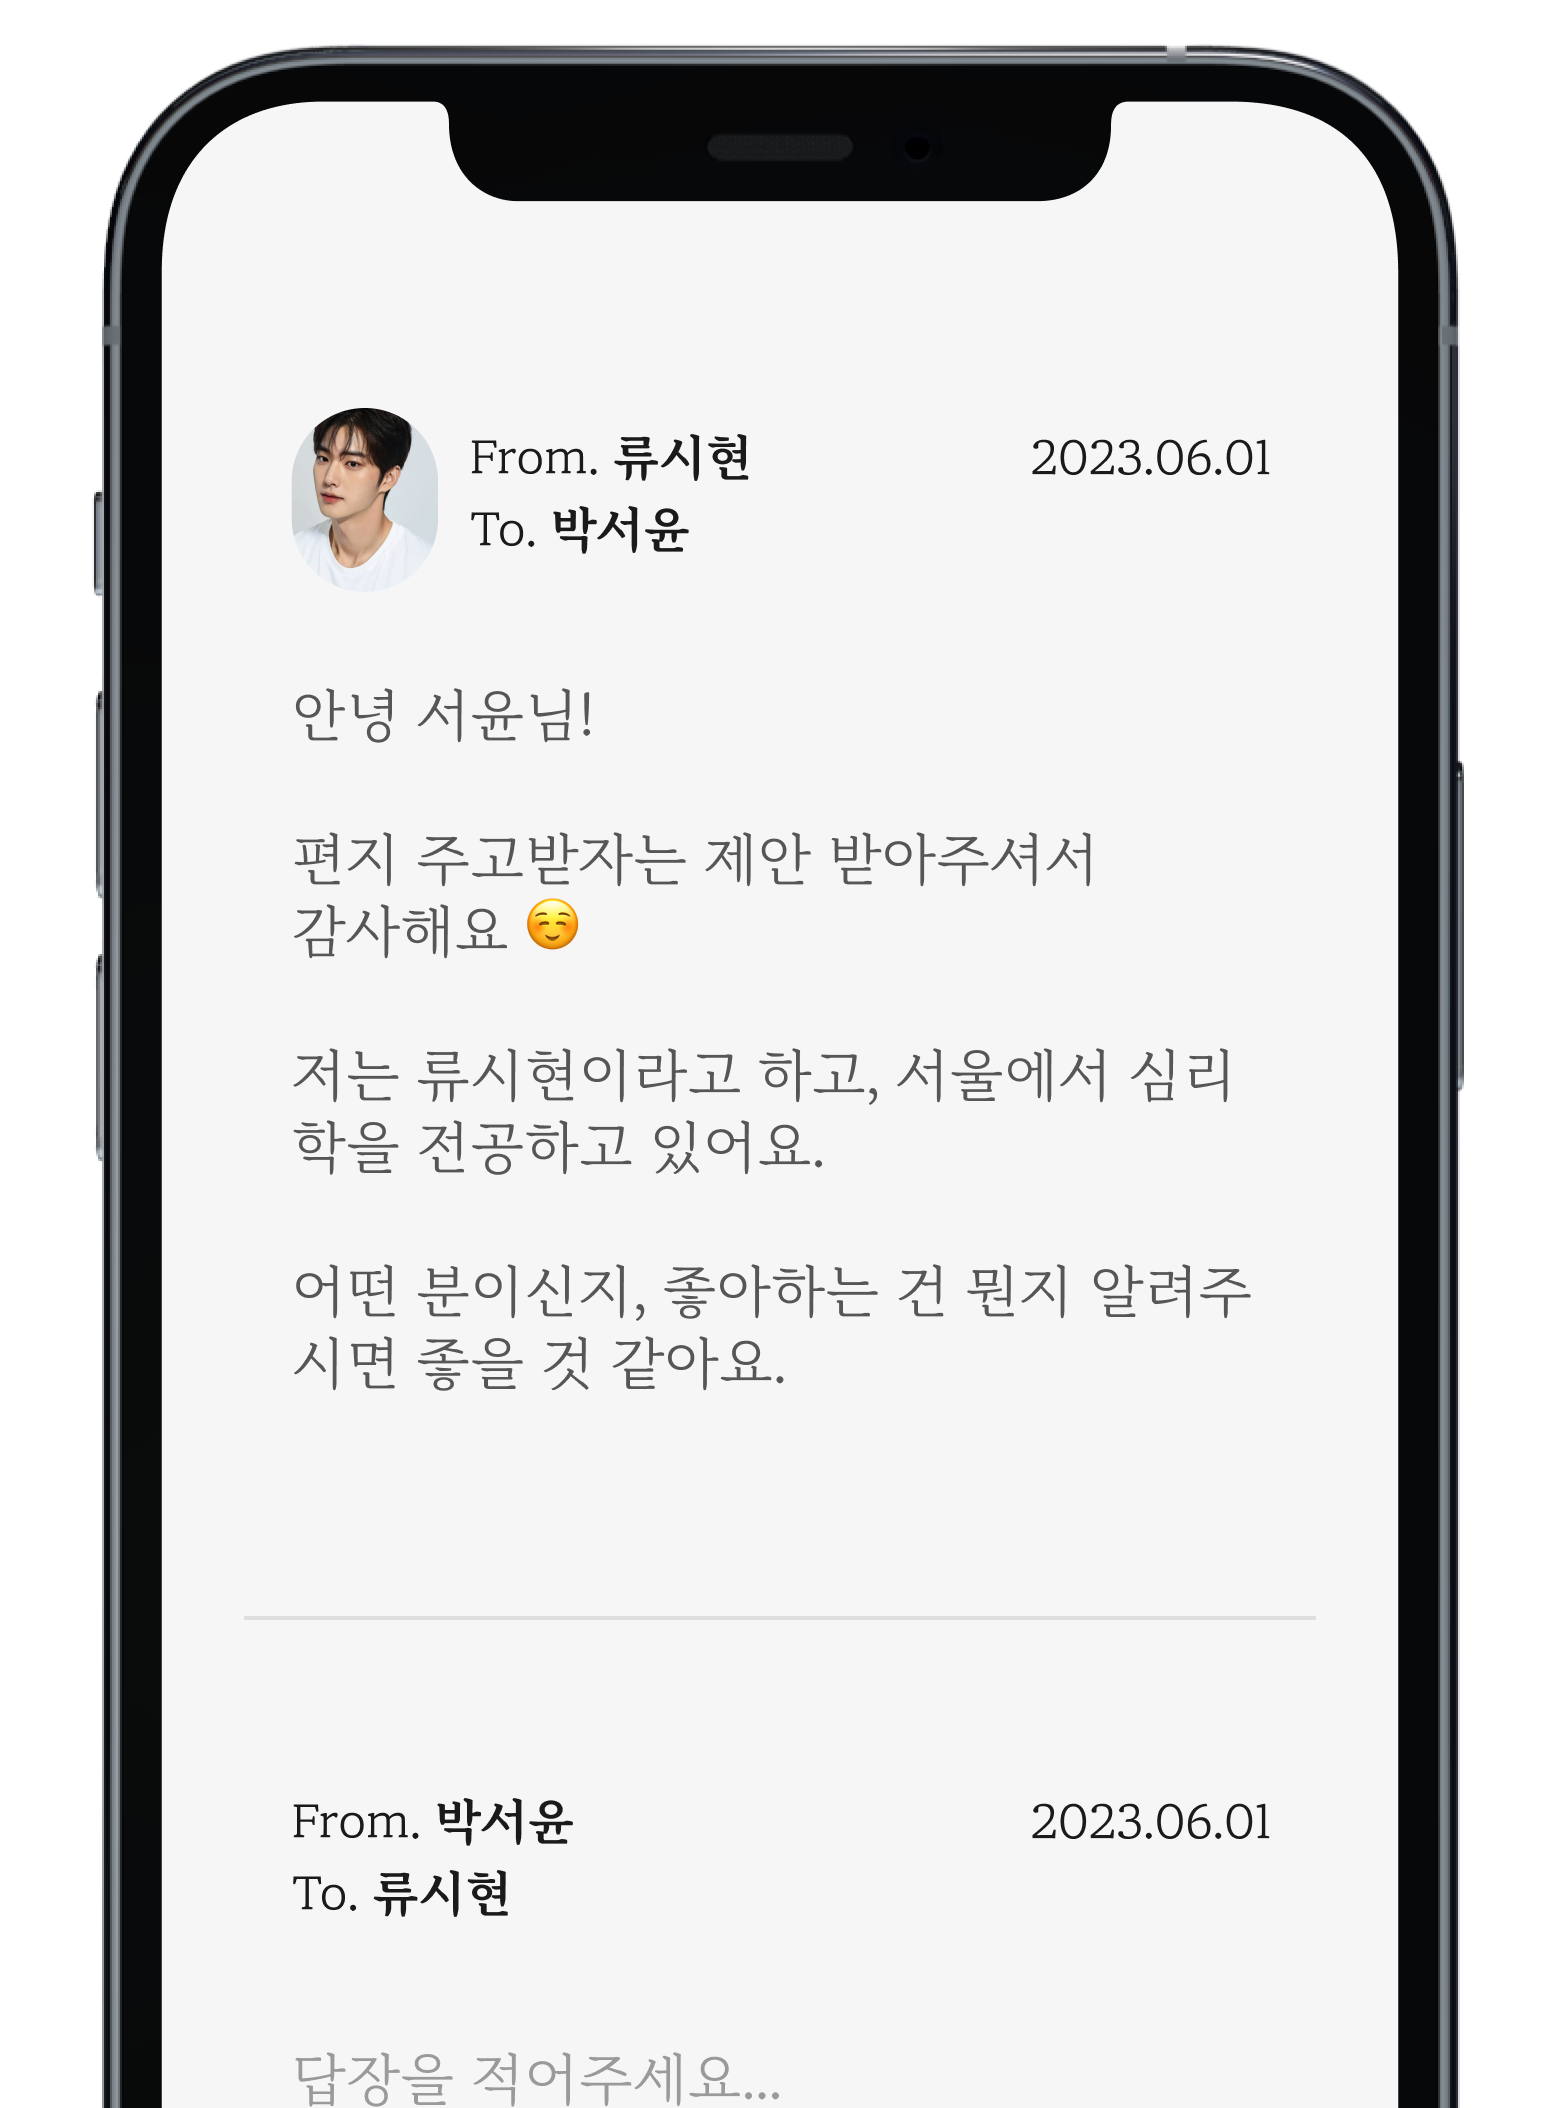 From. 류시현
2023.06.01
To. 박서윤
안녕 서윤님!
편지 주고받자는 제안 받아주셔서
감사해요 ☺️
저는 류시현이라고 하고, 서울에서 심리
학을 전공하고 있어요.
어떤 분이신지, 좋아하는 건 뭔지 알려주
시면 좋을 것 같아요.
From. 박서윤
2023.06.01
To. 류시현
답장을 적어주세요...